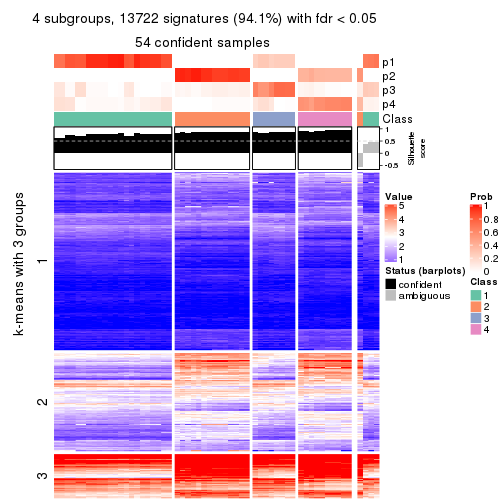 4 subgroups, 13722 signatures (94.1%) with fdr < 0.05
54 confident samples
p1
p2
p3
p4
Class
1
0.5
0
-0.5
Silhouette
score
k-means with 3 groups
1
2
3
Value
5
4
3
2
1
Prob
1
0.8
0.6
0.4
0.2
0
Status (barplots)
confident
ambiguous
Class
1
2
3
4